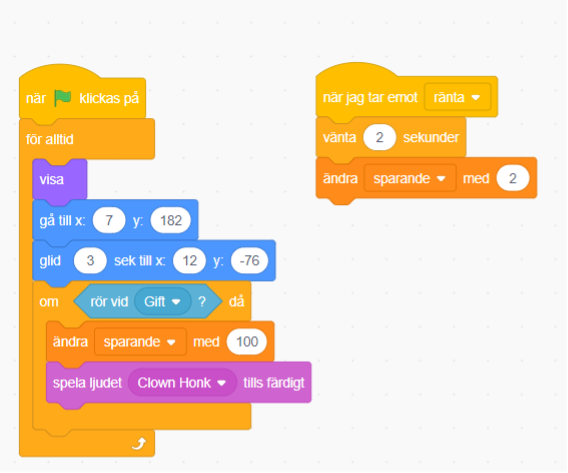 när klickas på
för alltid
visa
gå till x: 7 y: 182
glid 3 sek till x: 12 y: -76
om rör vid Gift ? då
ändra sparande med 100
spela ljudet Clown Honk tills färdigt
när jag tar emot ränta
vänta 2 sekunder
ändra sparande med 2